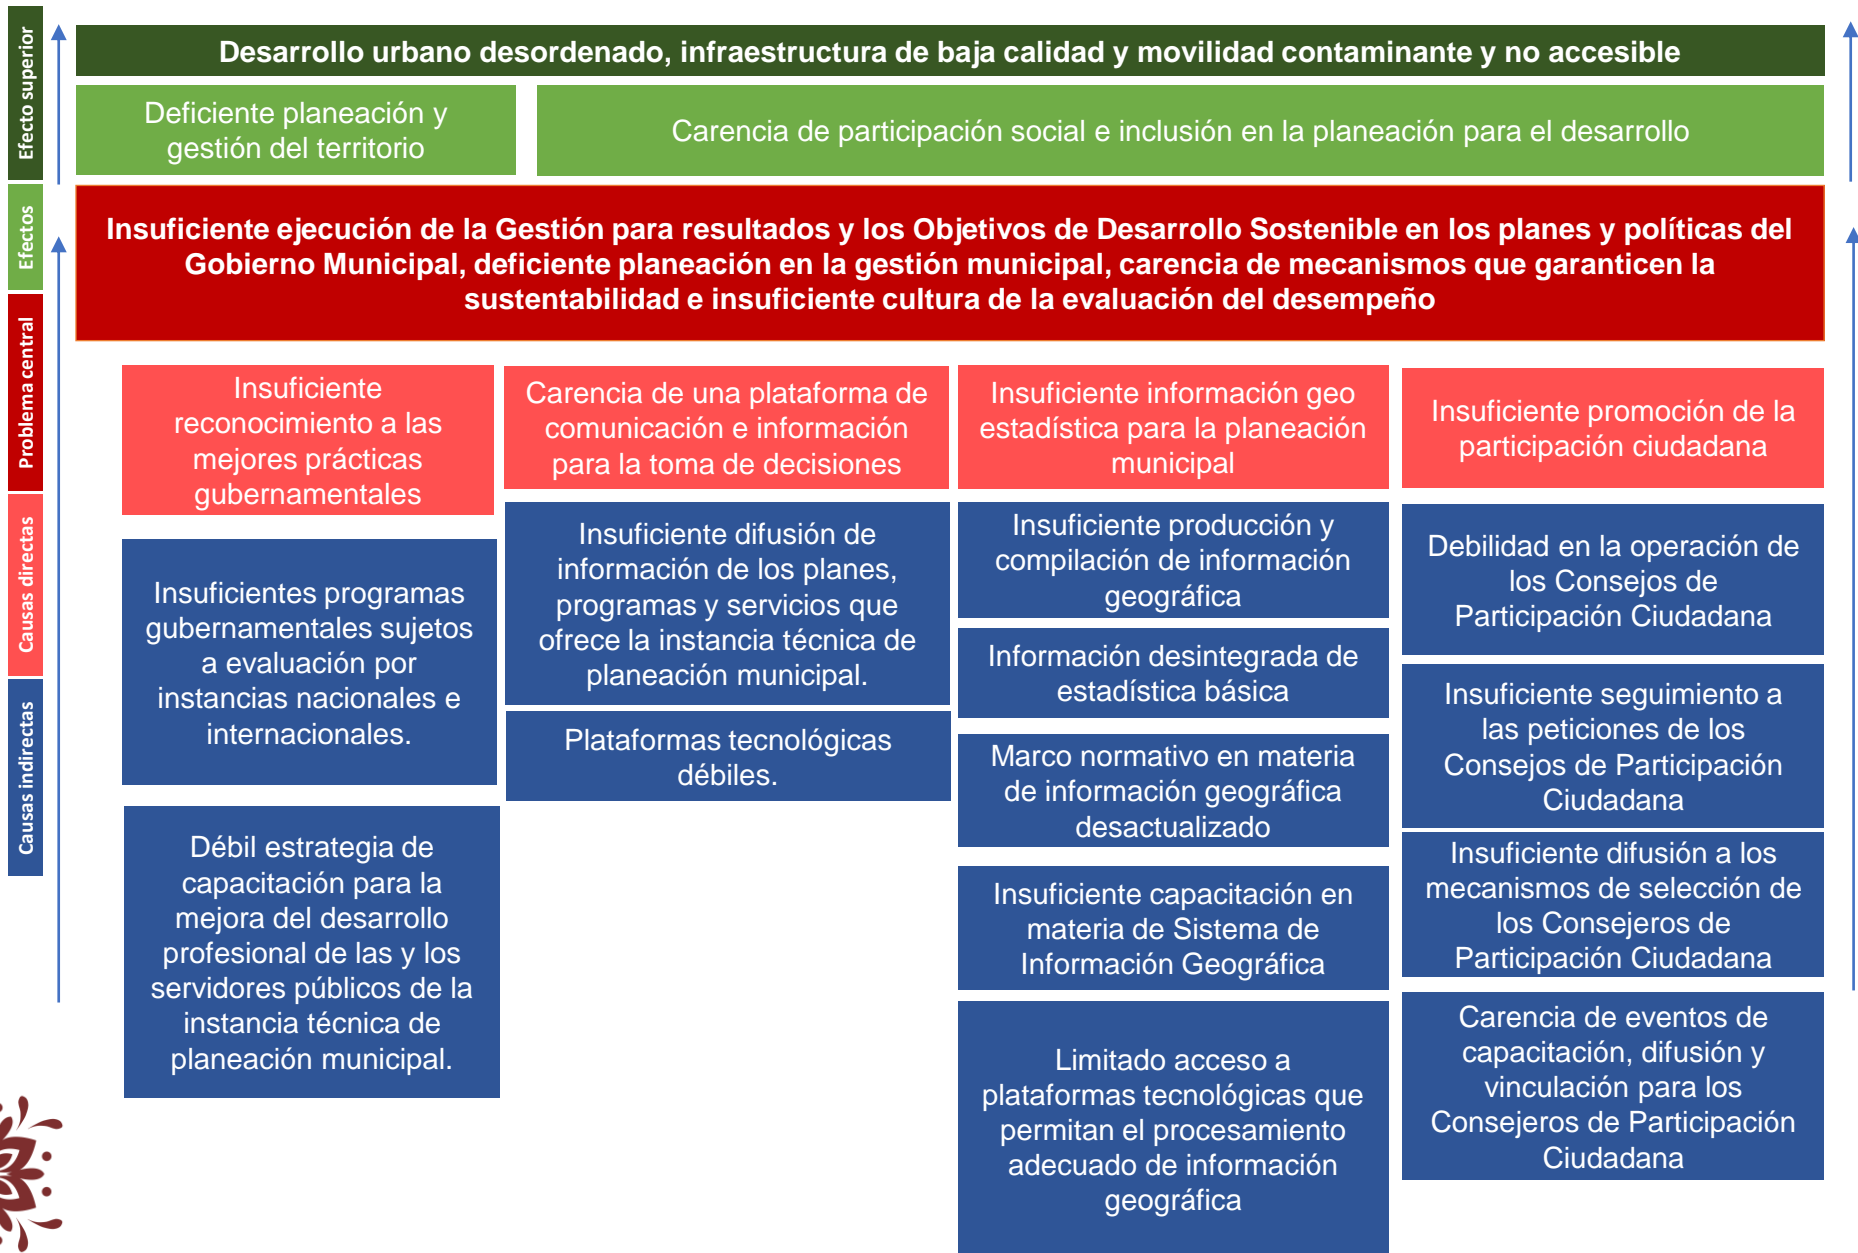 Efecto superior
Efectos
Problema central
Causas directas
Causas indirectas
Desarrollo urbano desordenado, infraestructura de baja calidad y movilidad contaminante y no accesible
Deficiente planeación y
gestión del territorio
Carencia de participación social e inclusión en la planeación para el desarrollo
Insuficiente ejecución de la Gestión para resultados y los Objetivos de Desarrollo Sostenible en los planes y políticas del
Gobierno Municipal, deficiente planeación en la gestión municipal, carencia de mecanismos que garanticen la
sustentabilidad e insuficiente cultura de la evaluación del desempeño
Insuficiente
reconocimiento a las
mejores prácticas
gubernamentales
Insuficientes programas
gubernamentales sujetos
a evaluación por
instancias nacionales e
internacionales.
Débil estrategia de
capacitación para la
mejora del desarrollo
profesional de las y los
servidores públicos de la
instancia técnica de
planeación municipal.
Carencia de una plataforma de
comunicación e información
para la toma de decisiones
Insuficiente difusión de
información de los planes,
programas y servicios que
ofrece la instancia técnica de
planeación municipal.
Plataformas tecnológicas
débiles.
Insuficiente información geo
estadística para la planeación
municipal
Insuficiente producción y
compilación de información
geográfica
Información desintegrada de
estadística básica
Marco normativo en materia
de información geográfica
desactualizado
Insuficiente capacitación en
materia de Sistema de
Información Geográfica
Limitado acceso a
plataformas tecnológicas que
permitan el procesamiento
adecuado de información
geográfica
Insuficiente promoción de la
participación ciudadana
Debilidad en la operación de
los Consejos de
Participación Ciudadana
Insuficiente seguimiento a
las peticiones de los
Consejos de Participación
Ciudadana
Insuficiente difusión a los
mecanismos de selección de
los Consejeros de
Participación Ciudadana
Carencia de eventos de
capacitación, difusión y
vinculación para los
Consejeros de Participación
Ciudadana